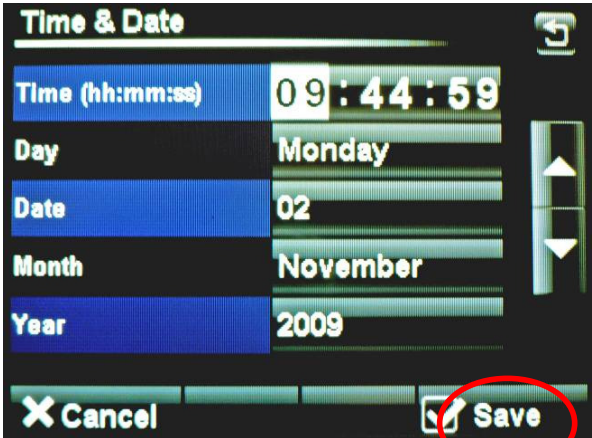 Time & Date
Time (hh:mm:ss) 09:44:59
Day Monday
Date 02
Month November
Year 2009
Cancel Save